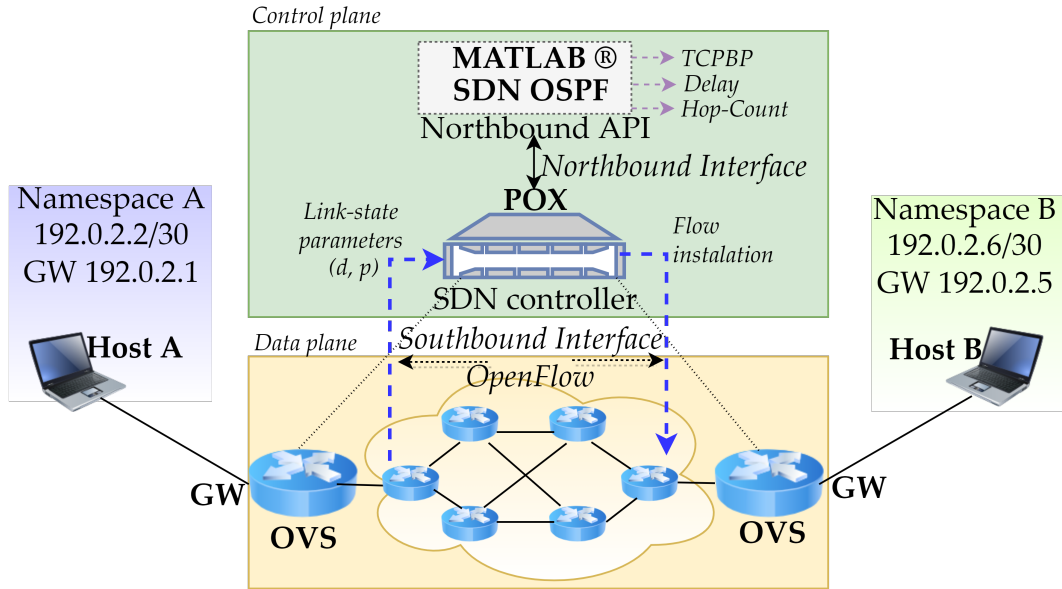 Control plane
MATLAB ®
SDN OSPF
TCPBP
Delay
Hop-Count
Northbound API
Northbound Interface
POX
Link-state
parameters
(d, p)
Flow
instalation
SDN controller
Namespace A
192.0.2.2/30
GW 192.0.2.1
Host A
Namespace B
192.0.2.6/30
GW 192.0.2.5
Host B
Data plane
Southbound Interface
OpenFlow
GW
OVS
OVS
GW